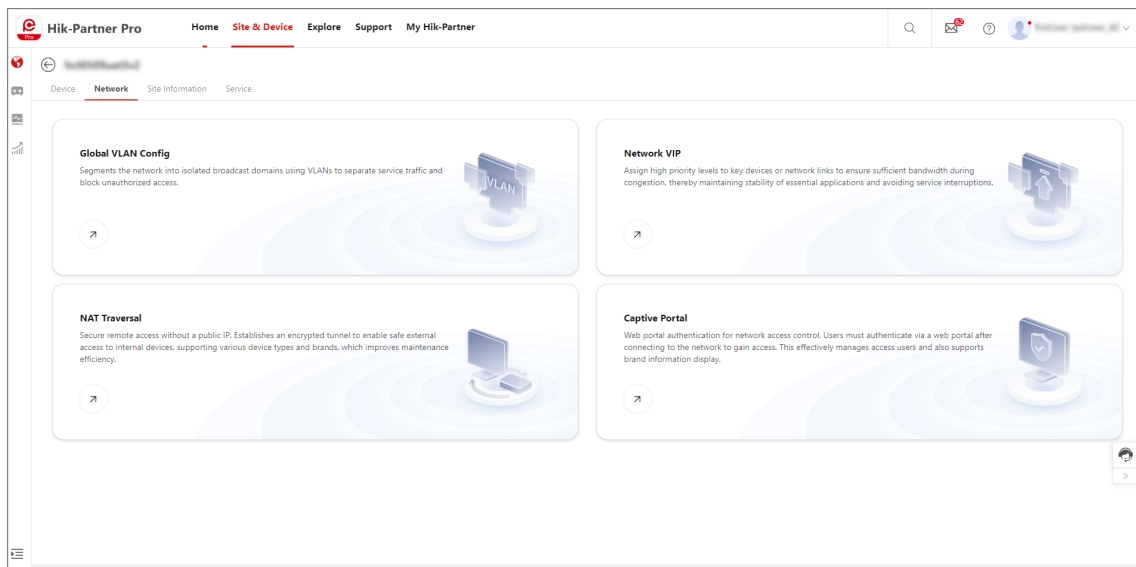 Hik-Partner Pro
Pro
Home
Site & Device
Explore
Support
My Hik-Partner
62
Device
Network
Site Information
Service
Global VLAN Config
Segments the network into isolated broadcast domains using VLANs to separate service traffic and
block unauthorized access.
VLAN
Network VIP
Assign high priority levels to key devices or network links to ensure sufficient bandwidth during
congestion, thereby maintaining stability of essential applications and avoiding service interruptions.
NAT Traversal
Secure remote access without a public IP. Establishes an encrypted tunnel to enable safe external
access to internal devices, supporting various device types and brands, which improves maintenance
efficiency.
Captive Portal
Web portal authentication for network access control. Users must authenticate via a web portal after
connecting to the network to gain access. This effectively manages access users and also supports
brand information display.